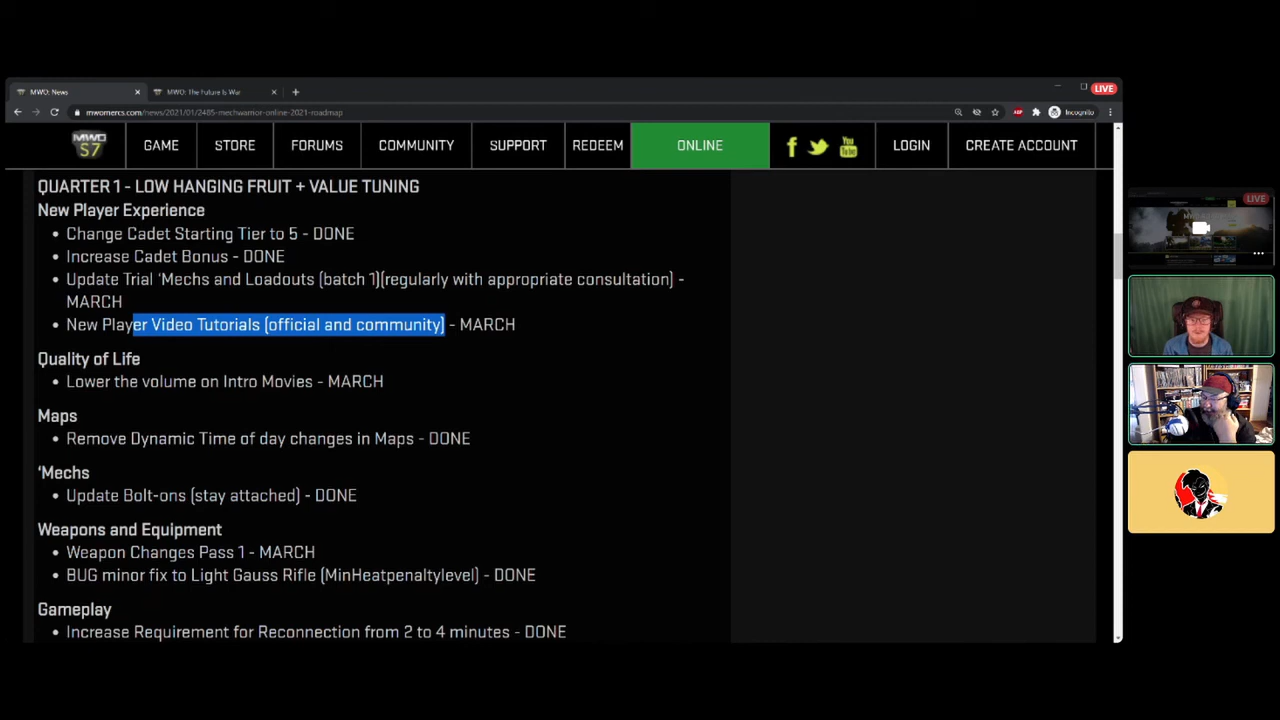 MWO: News
MWO: The Future Is War
LIVE
mwomercs.com/news/2021/01/2485-mechwarrior-online-2021-roadmap
ABP
Incognito
MWO
S7
GAME
STORE
FORUMS
COMMUNITY
SUPPORT
REDEEM
ONLINE
You
Tube
LOGIN
CREATE ACCOUNT
QUARTER 1 - LOW HANGING FRUIT + VALUE TUNING
New Player Experience
• Change Cadet Starting Tier to 5 - DONE
• Increase Cadet Bonus - DONE
• Update Trial ‘Mechs and Loadouts (batch 1)(regularly with appropriate consultation) -
MARCH
• New Player Video Tutorials (official and community) - MARCH
Quality of Life
• Lower the volume on Intro Movies - MARCH
Maps
• Remove Dynamic Time of day changes in Maps - DONE
‘Mechs
• Update Bolt-ons (stay attached) - DONE
Weapons and Equipment
• Weapon Changes Pass 1 - MARCH
• BUG minor fix to Light Gauss Rifle (MinHeatpenaltylevel) - DONE
Gameplay
• Increase Requirement for Reconnection from 2 to 4 minutes - DONE
LIVE